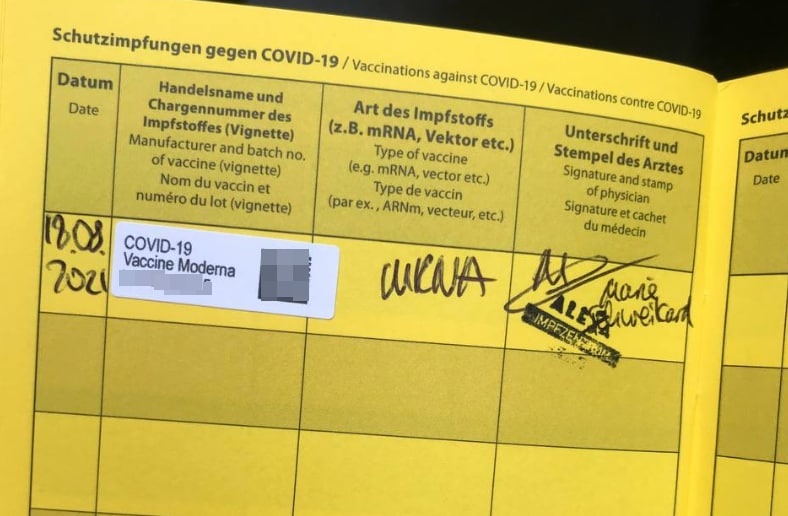 Schutzimpfungen gegen COVID-19 / Vaccinations against COVID-19 / Vaccinations contre COVID-19
Datum
Date
Handelsname und
Chargennummer des
Impfstoffes (Vignette)
Manufacturer and batch no.
of vaccine (vignette)
Nom du vaccin et
numéro du lot (vignette)
Art des Impfstoffs
(z.B. mRNA, Vektor etc.)
Type of vaccine
(e.g. mRNA, vector etc.)
Type de vaccin
(par ex., ARNm, vecteur, etc.)
Unterschrift und
Stempel des Arztes
Signature and stamp
of physician
Signature et cachet
du médecin
18.08.
2021
COVID-19
Vaccine Moderna
mRNA
Marie
IMPFZENTRUM
Schutz
Datum
Date